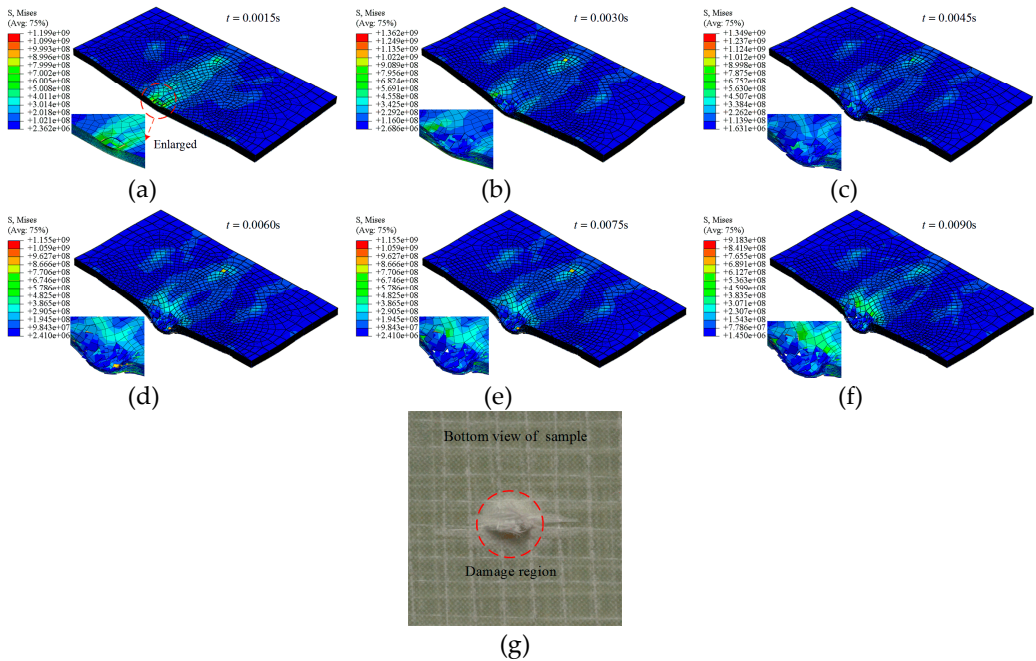 S, Mises
(Avg: 75%)
+1.199e+09
+1.099e+09
+9.993e+08
+8.996e+08
+7.999e+08
+7.002e+08
+6.005e+08
+5.008e+08
+4.011e+08
+3.014e+08
+2.018e+08
+1.021e+08
+2.362e+06
t = 0.0015s
Enlarged
(a)
S, Mises
(Avg: 75%)
+1.362e+09
+1.249e+09
+1.135e+09
+1.022e+09
+9.089e+08
+7.956e+08
+6.824e+08
+5.691e+08
+4.558e+08
+3.425e+08
+2.292e+08
+1.160e+08
+2.686e+06
t = 0.0030s
(b)
S, Mises
(Avg: 75%)
+1.349e+09
+1.237e+09
+1.124e+09
+1.012e+09
+8.998e+08
+7.875e+08
+6.752e+08
+5.630e+08
+4.507e+08
+3.384e+08
+2.262e+08
+1.139e+08
+1.631e+06
t = 0.0045s
(c)
S, Mises
(Avg: 75%)
+1.155e+09
+1.059e+09
+9.627e+08
+8.666e+08
+7.706e+08
+6.746e+08
+5.786e+08
+4.825e+08
+3.865e+08
+2.905e+08
+1.945e+08
+9.843e+07
+2.410e+06
t = 0.0060s
(d)
S, Mises
(Avg: 75%)
+1.155e+09
+1.059e+09
+9.627e+08
+8.666e+08
+7.706e+08
+6.746e+08
+5.786e+08
+4.825e+08
+3.865e+08
+2.905e+08
+1.945e+08
+9.843e+07
+2.410e+06
t = 0.0075s
(e)
S, Mises
(Avg: 75%)
+9.183e+08
+8.419e+08
+7.655e+08
+6.891e+08
+6.127e+08
+5.363e+08
+4.599e+08
+3.835e+08
+3.071e+08
+2.307e+08
+1.543e+08
+7.786e+07
+1.450e+06
t = 0.0090s
(f)
Bottom view of sample
Damage region
(g)